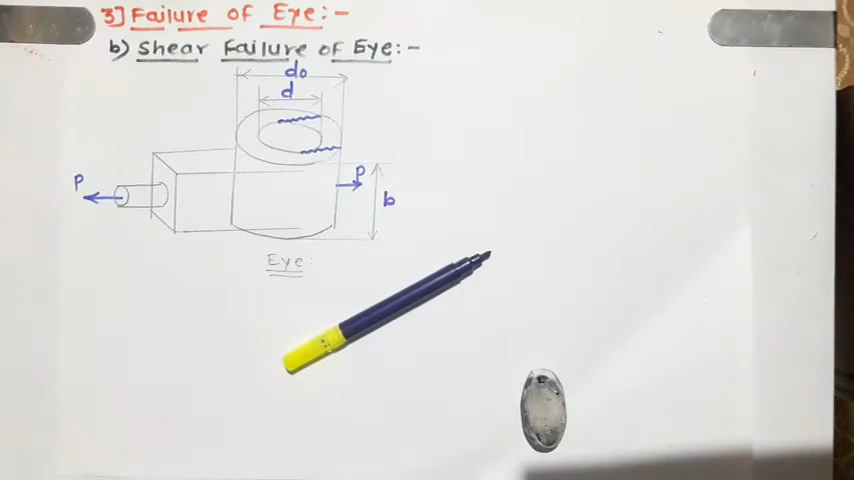 3] Failure of Eye:-
b) Shear Failure of Eye:-
do
d
P
P
b
Eye: